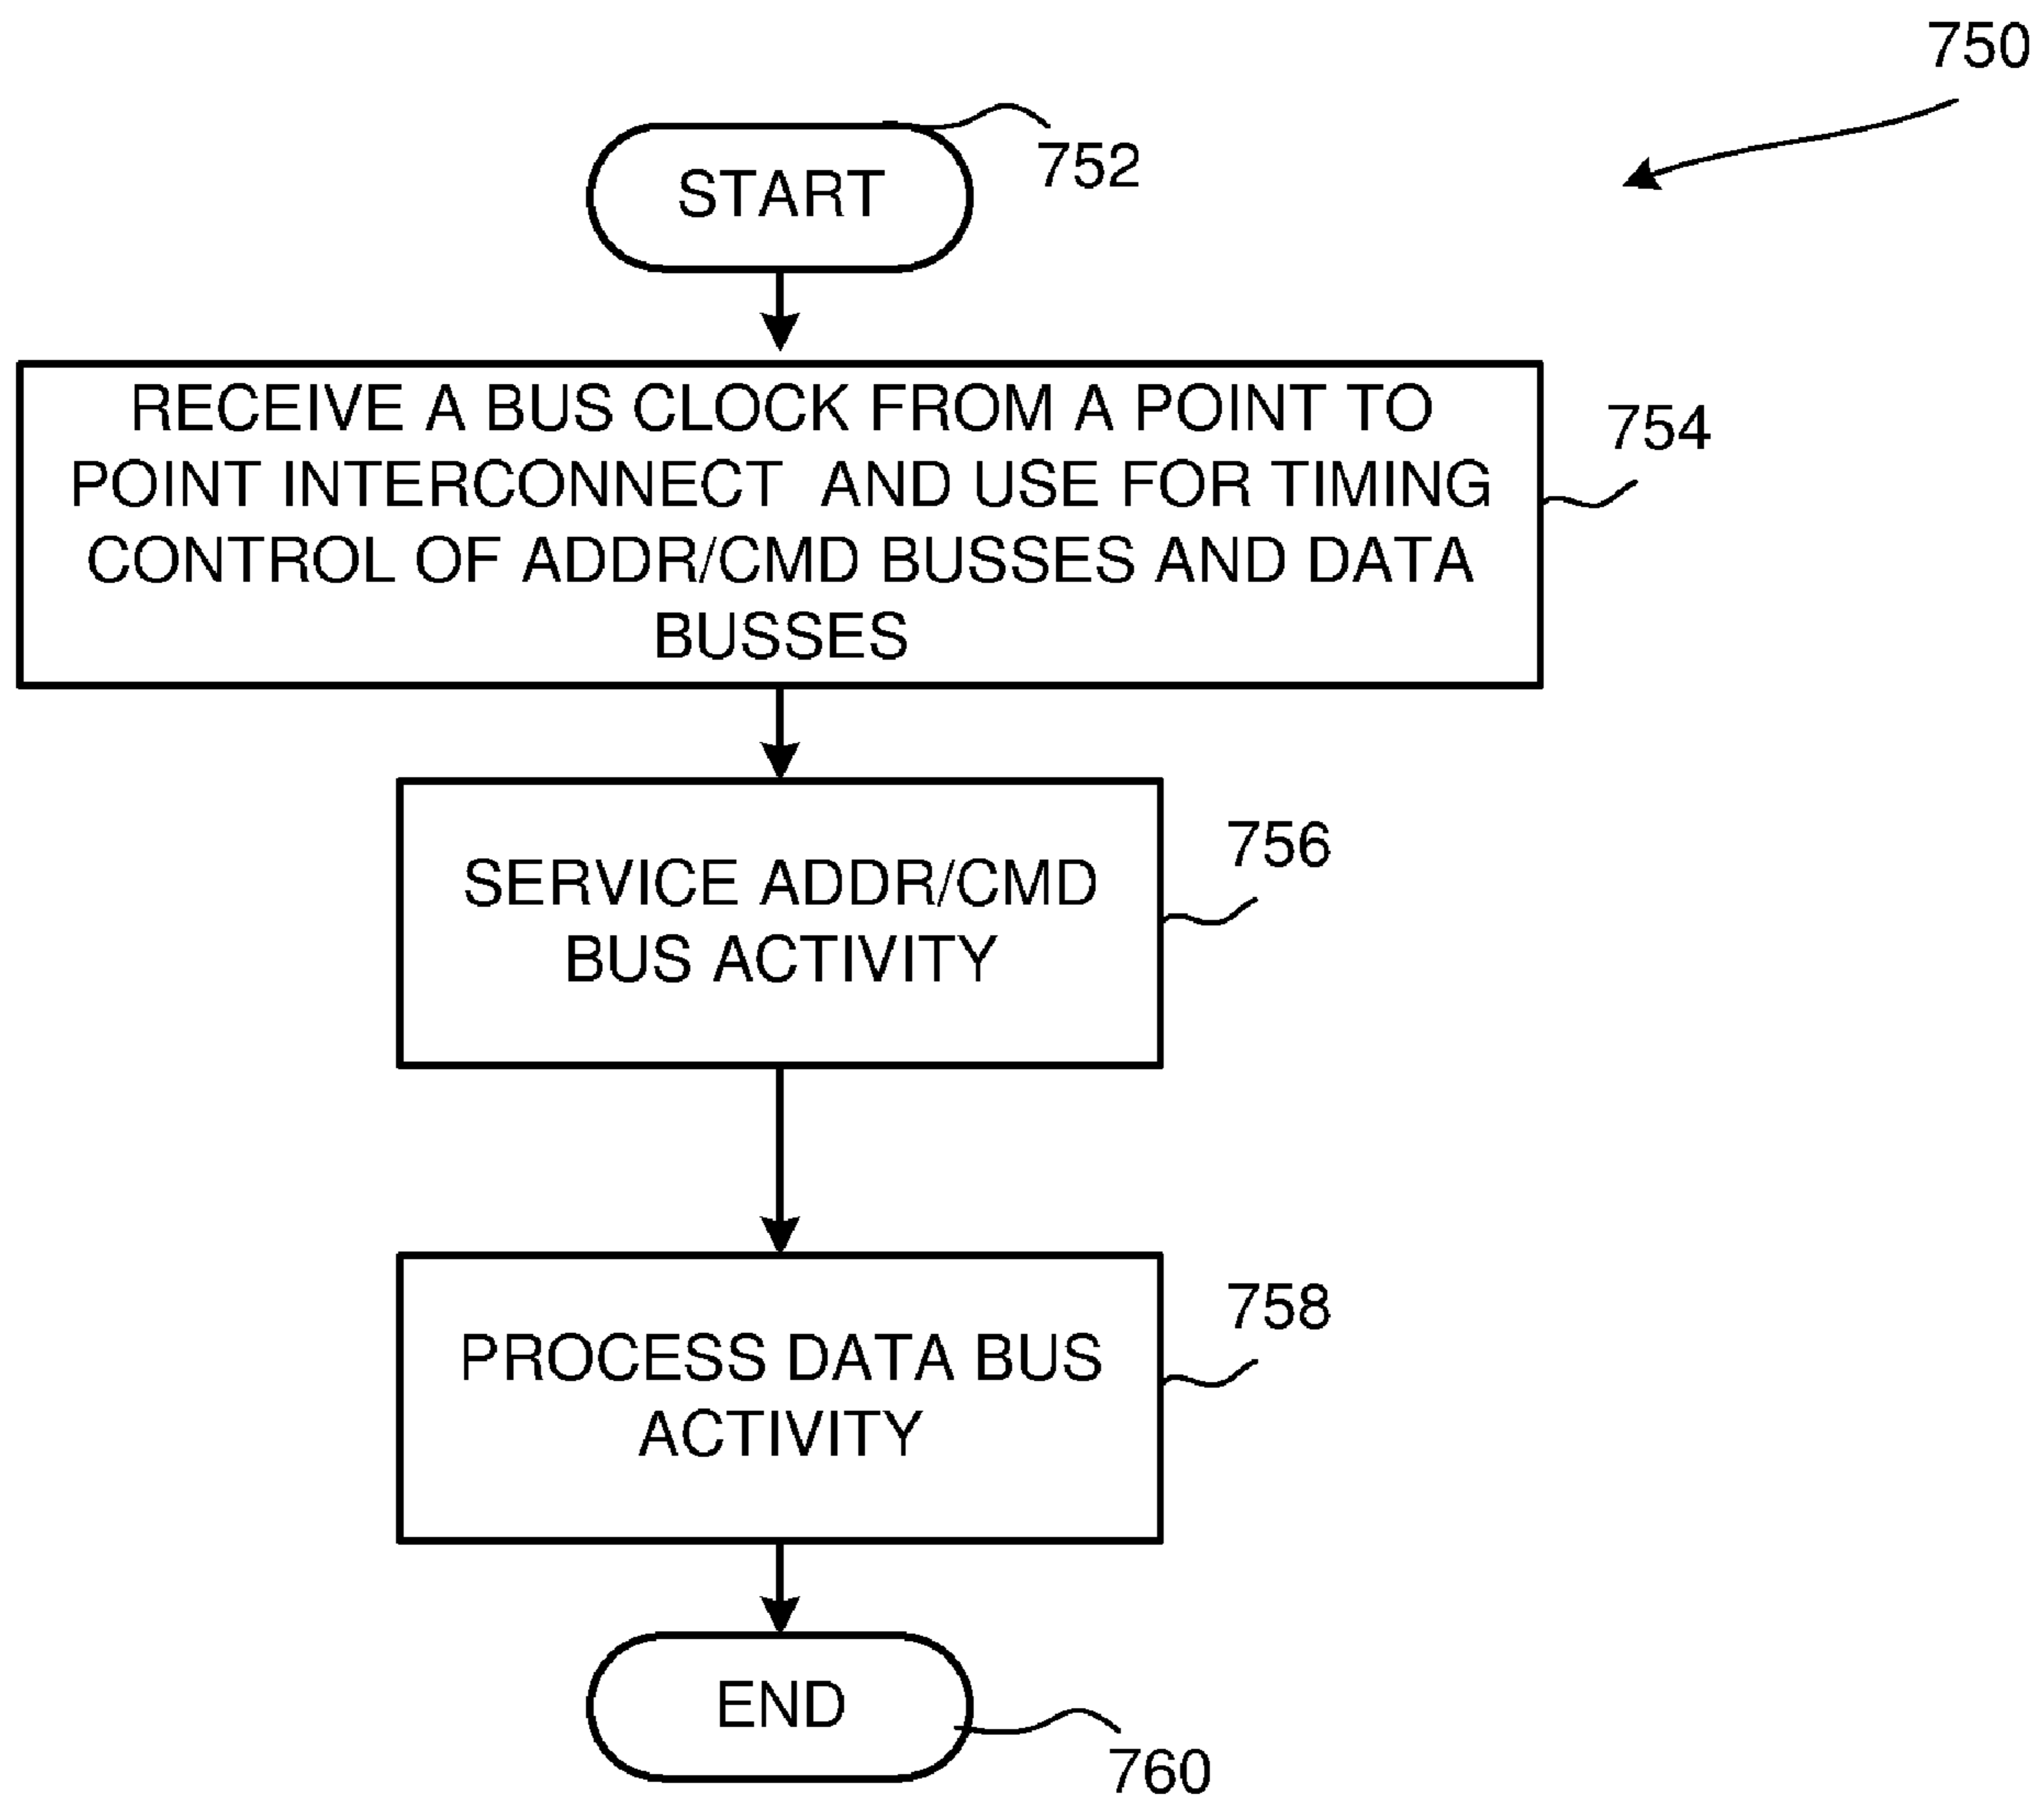 750
752
START
RECEIVE A BUS CLOCK FROM A POINT TO
POINT INTERCONNECT AND USE FOR TIMING
CONTROL OF ADDR/CMD BUSSES AND DATA
BUSSES
754
SERVICE ADDR/CMD
BUS ACTIVITY
756
PROCESS DATA BUS
ACTIVITY
758
END
760